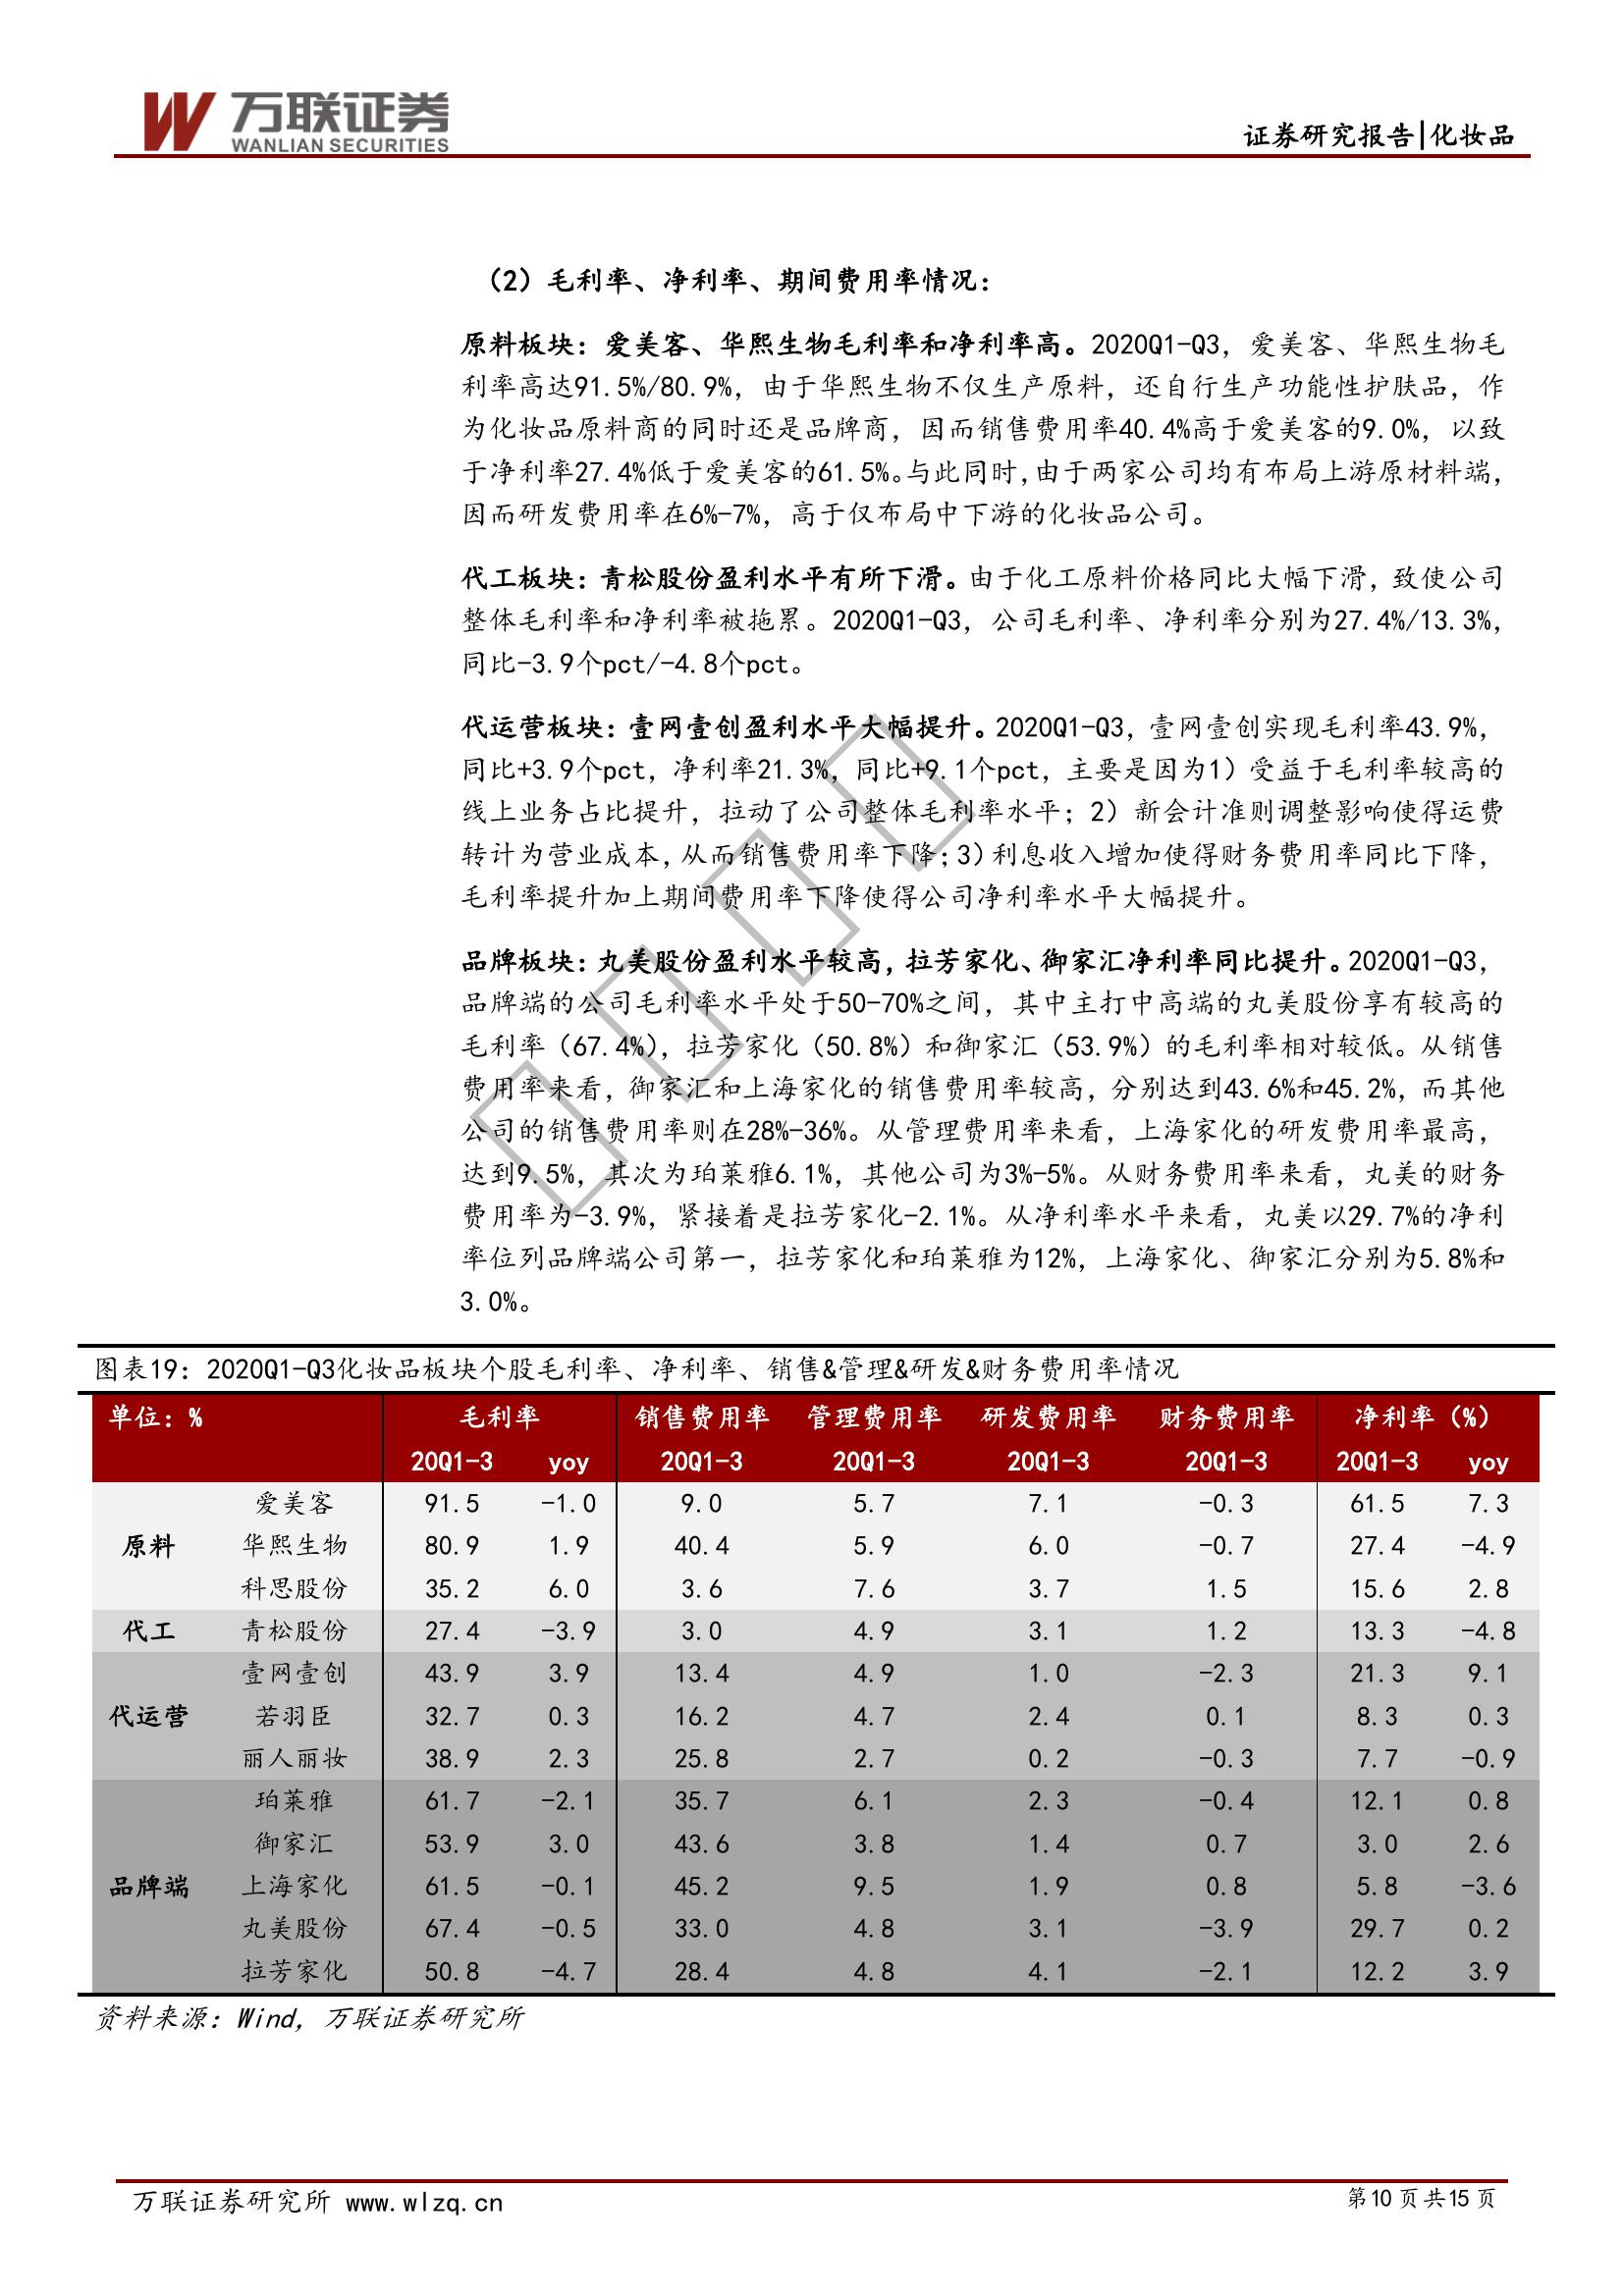 万联证券
WANLIAN SECURITIES
证券研究报告|化妆品
（2）毛利率、净利率、期间费用率情况：
原料板块：爱美客、华熙生物毛利率和净利率高。2020Q1-Q3，爱美客、华熙生物毛
利率高达91.5%/80.9%，由于华熙生物不仅生产原料，还自行生产功能性护肤品，作
为化妆品原料商的同时还是品牌商，因而销售费用率40.4%高于爱美客的9.0%，以致
于净利率27.4%低于爱美客的61.5%。与此同时，由于两家公司均有布局上游原材料端，
因而研发费用率在6%-7%，高于仅布局中下游的化妆品公司。
代工板块：青松股份盈利水平有所下滑。由于化工原料价格同比大幅下滑，致使公司
整体毛利率和净利率被拖累。2020Q1-Q3，公司毛利率、净利率分别为27.4%/13.3%，
同比-3.9个pct/-4.8个pct。
代运营板块：壹网壹创盈利水平大幅提升。2020Q1-Q3，壹网壹创实现毛利率43.9%，
同比+3.9个pct，净利率21.3%，同比+9.1个pct，主要是因为1）受益于毛利率较高的
线上业务占比提升，拉动了公司整体毛利率水平；2）新会计准则调整影响使得运费
转计为营业成本，从而销售费用率下降；3）利息收入增加使得财务费用率同比下降，
毛利率提升加上期间费用率下降使得公司净利率水平大幅提升。
品牌板块：丸美股份盈利水平较高，拉芳家化、御家汇净利率同比提升。2020Q1-Q3，
品牌端的公司毛利率水平处于50-70%之间，其中主打中高端的丸美股份享有较高的
毛利率（67.4%），拉芳家化（50.8%）和御家汇（53.9%）的毛利率相对较低。从销售
费用率来看，御家汇和上海家化的销售费用率较高，分别达到43.6%和45.2%，而其他
公司的销售费用率则在28%-36%。从管理费用率来看，上海家化的研发费用率最高，
达到9.5%，其次为珀莱雅6.1%，其他公司为3%-5%。从财务费用率来看，丸美的财务
费用率为-3.9%，紧接着是拉芳家化-2.1%。从净利率水平来看，丸美以29.7%的净利
率位列品牌端公司第一，拉芳家化和珀莱雅为12%，上海家化、御家汇分别为5.8%和
3.0%。
图表19：2020Q1-Q3化妆品板块个股毛利率、净利率、销售&管理&研发&财务费用率情况
单位：% 毛利率 销售费用率 管理费用率 研发费用率 财务费用率 净利率（%）
20Q1-3 yoy 20Q1-3 20Q1-3 20Q1-3 20Q1-3 20Q1-3 yoy
爱美客 91.5 -1.0 9.0 5.7 7.1 -0.3 61.5 7.3
原料 华熙生物 80.9 1.9 40.4 5.9 6.0 -0.7 27.4 -4.9
科思股份 35.2 6.0 3.6 7.6 3.7 1.5 15.6 2.8
代工 青松股份 27.4 -3.9 3.0 4.9 3.1 1.2 13.3 -4.8
壹网壹创 43.9 3.9 13.4 4.9 1.0 -2.3 21.3 9.1
代运营 若羽臣 32.7 0.3 16.2 4.7 2.4 0.1 8.3 0.3
丽人丽妆 38.9 2.3 25.8 2.7 0.2 -0.3 7.7 -0.9
珀莱雅 61.7 -2.1 35.7 6.1 2.3 -0.4 12.1 0.8
御家汇 53.9 3.0 43.6 3.8 1.4 0.7 3.0 2.6
品牌端 上海家化 61.5 -0.1 45.2 9.5 1.9 0.8 5.8 -3.6
丸美股份 67.4 -0.5 33.0 4.8 3.1 -3.9 29.7 0.2
拉芳家化 50.8 -4.7 28.4 4.8 4.1 -2.1 12.2 3.9
资料来源：Wind，万联证券研究所
万联证券研究所 www.wlzq.cn
第10页共15页